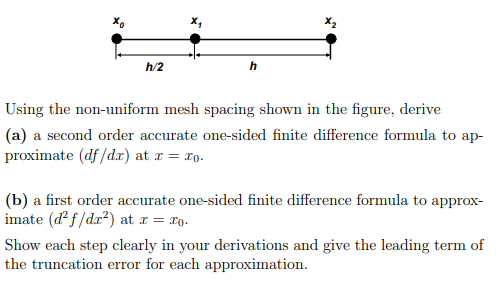 x₀ x₁ x₂
h/2 h
Using the non-uniform mesh spacing shown in the figure, derive
(a) a second order accurate one-sided finite difference formula to ap-
proximate (df/dx) at x = x₀.
(b) a first order accurate one-sided finite difference formula to approx-
imate (d²f/dx²) at x = x₀.
Show each step clearly in your derivations and give the leading term of
the truncation error for each approximation.